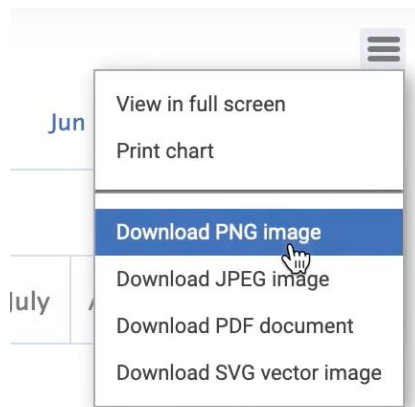 View in full screen
Jun
Print chart
Download PNG image
Download JPEG image
July
Download PDF document
Download SVG vector image